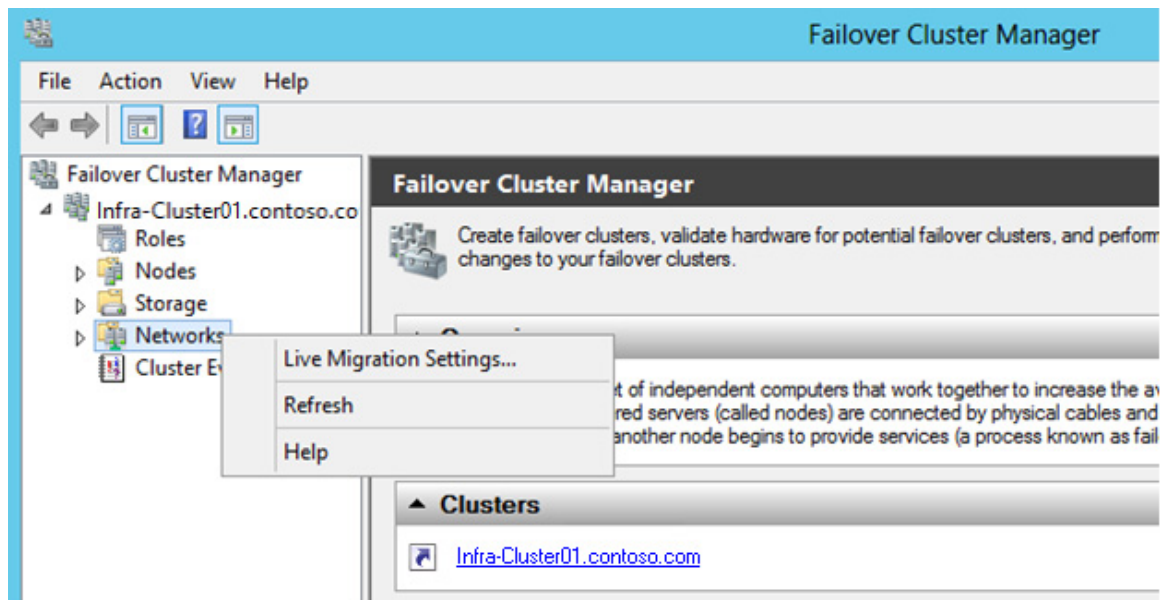 Failover Cluster Manager
File Action View Help
Failover Cluster Manager
Infra-Cluster01.contoso.co
Roles
Nodes
Storage
Networks
Cluster
Live Migration Settings...
Refresh
Help
Failover Cluster Manager
Create failover clusters, validate hardware for potential failover clusters, and perform
changes to your failover clusters.
of independent computers that work together to increase the
servers (called nodes) are connected by physical cables and
another node begins to provide services (a process known as
Clusters
Infra-Cluster01.contoso.com